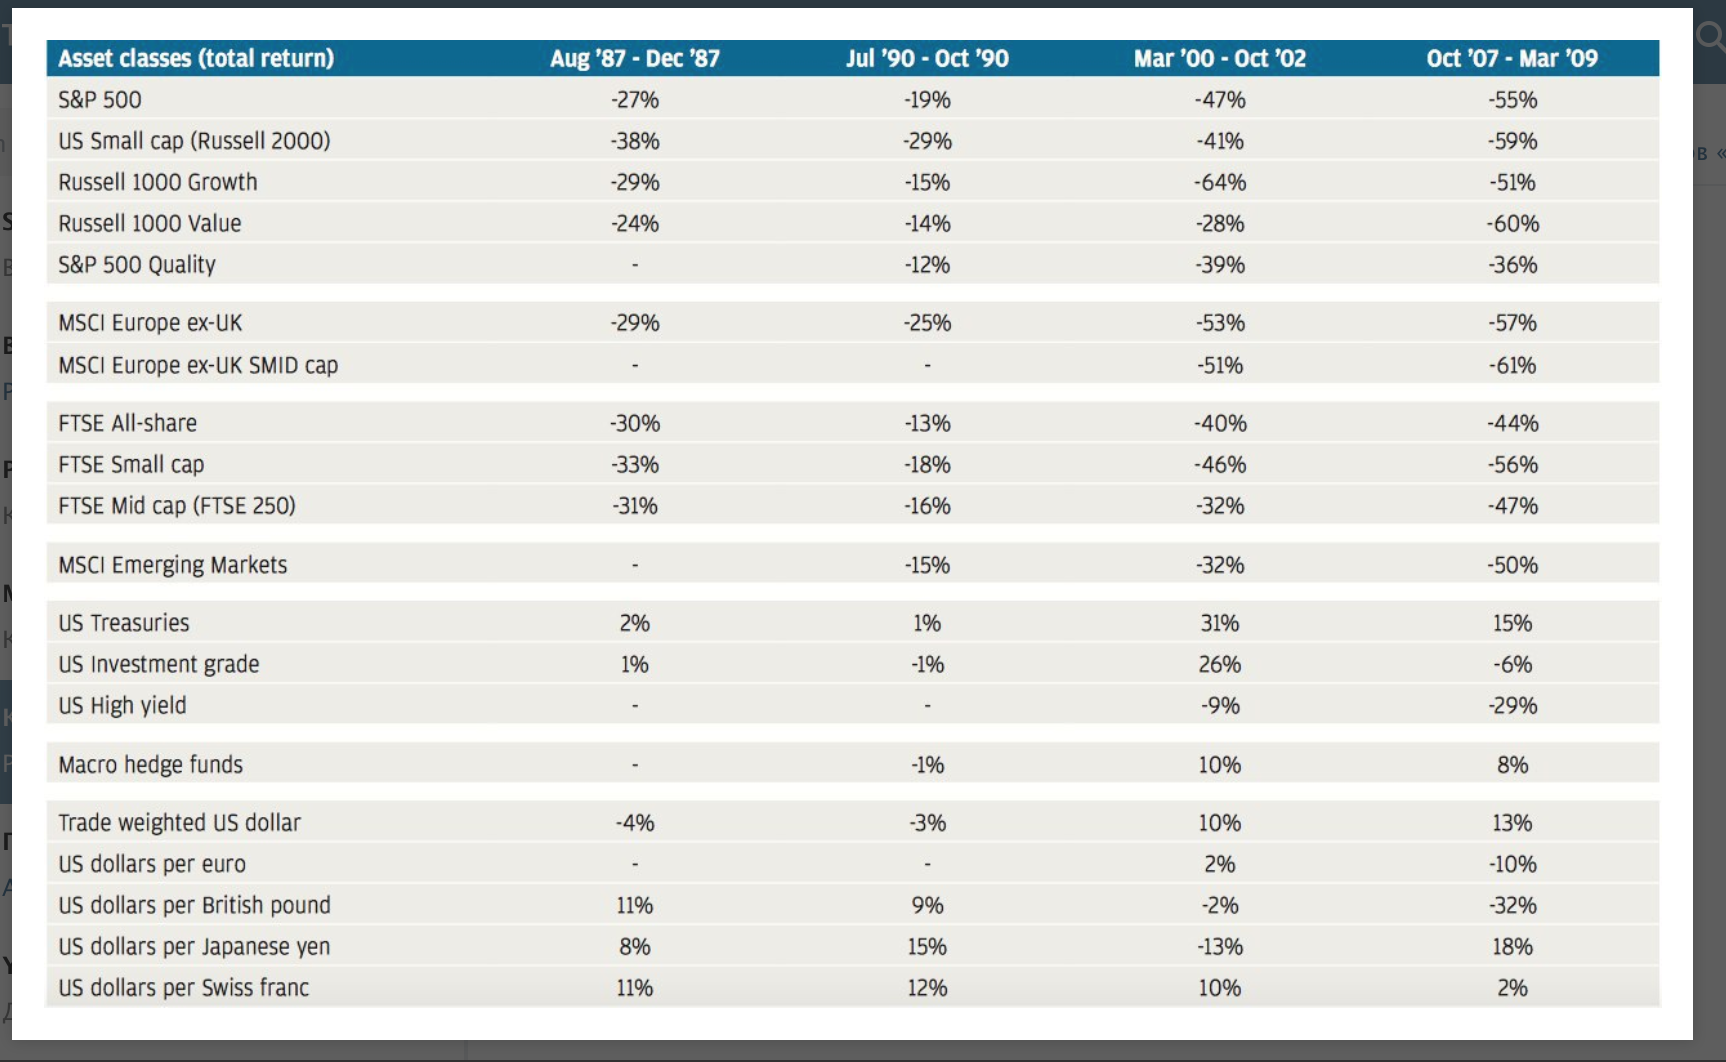 Asset classes (total return) Aug ’87 - Dec ’87 Jul ’90 - Oct ’90 Mar ’00 - Oct ’02 Oct ’07 - Mar ’09
S&P 500 -27% -19% -47% -55%
US Small cap (Russell 2000) -38% -29% -41% -59%
Russell 1000 Growth -29% -15% -64% -51%
Russell 1000 Value -24% -14% -28% -60%
S&P 500 Quality - -12% -39% -36%
MSCI Europe ex-UK -29% -25% -53% -57%
MSCI Europe ex-UK SMID cap - - -51% -61%
FTSE All-share -30% -13% -40% -44%
FTSE Small cap -33% -18% -46% -56%
FTSE Mid cap (FTSE 250) -31% -16% -32% -47%
MSCI Emerging Markets - -15% -32% -50%
US Treasuries 2% 1% 31% 15%
US Investment grade 1% -1% 26% -6%
US High yield - - -9% -29%
Macro hedge funds - -1% 10% 8%
Trade weighted US dollar -4% -3% 10% 13%
US dollars per euro - - 2% -10%
US dollars per British pound 11% 9% -2% -32%
US dollars per Japanese yen 8% 15% -13% 18%
US dollars per Swiss franc 11% 12% 10% 2%